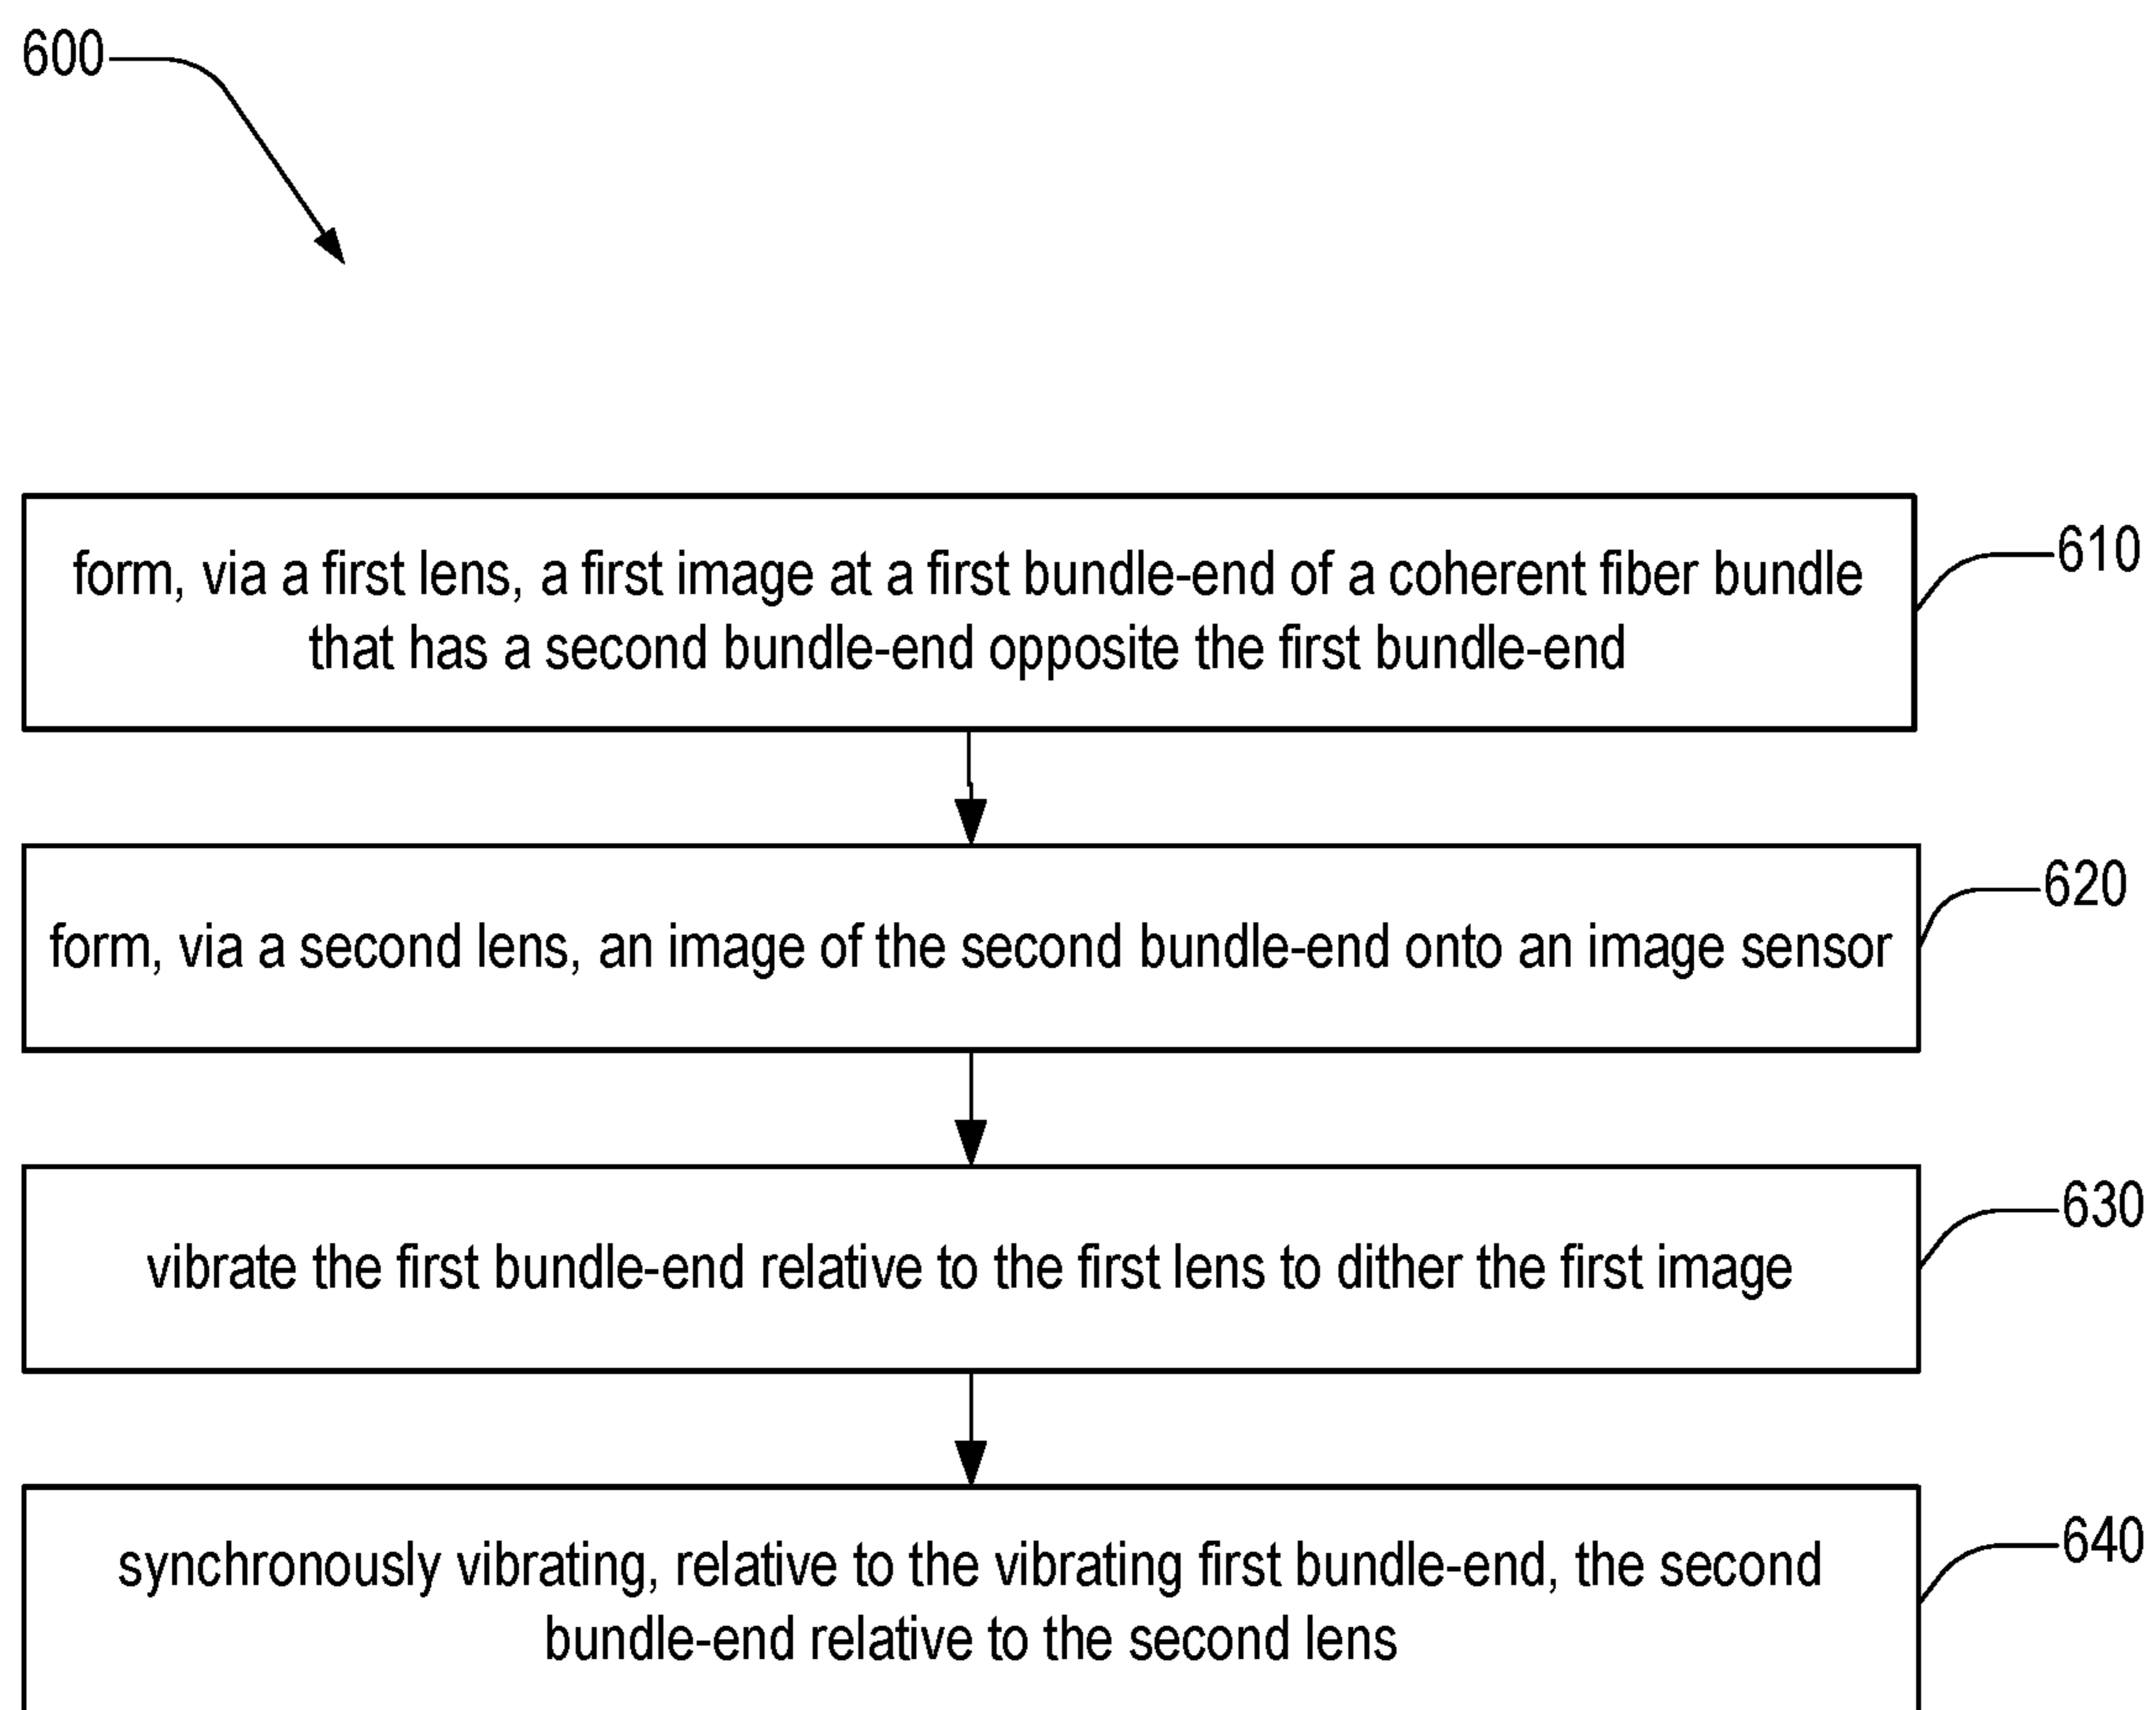 600
form, via a first lens, a first image at a first bundle-end of a coherent fiber bundle
that has a second bundle-end opposite the first bundle-end
610
form, via a second lens, an image of the second bundle-end onto an image sensor
620
vibrate the first bundle-end relative to the first lens to dither the first image
630
synchronously vibrating, relative to the vibrating first bundle-end, the second
bundle-end relative to the second lens
640